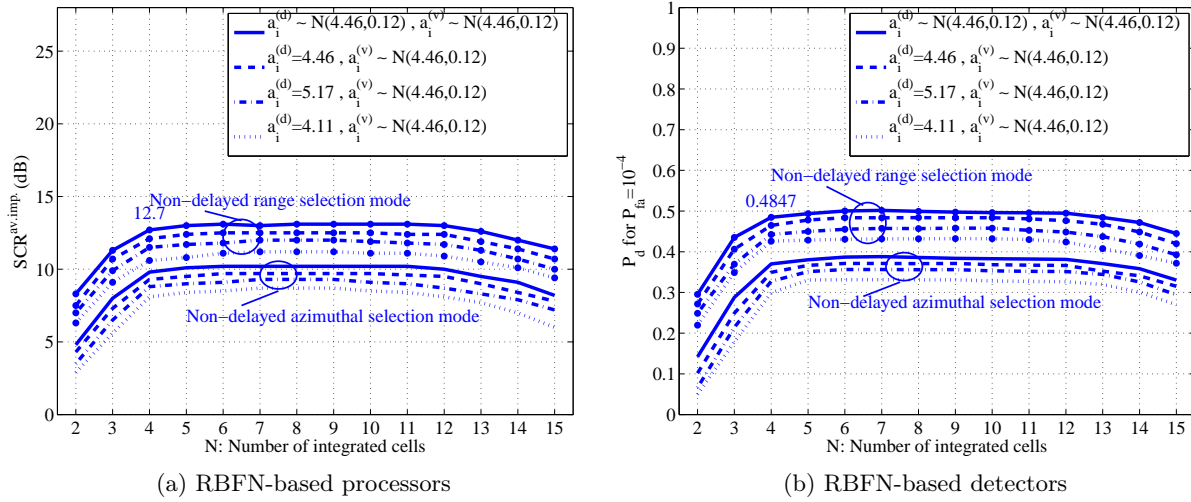 a_i^(d) ∼ N(4.46,0.12) , a_i^(v) ∼ N(4.46,0.12)
a_i^(d)=4.46 , a_i^(v) ∼ N(4.46,0.12)
a_i^(d)=5.17 , a_i^(v) ∼ N(4.46,0.12)
a_i^(d)=4.11 , a_i^(v) ∼ N(4.46,0.12)
25
20
15
10
5
0
SCR^av.imp. (dB)
Non−delayed range selection mode
12.7
Non−delayed azimuthal selection mode
2 3 4 5 6 7 8 9 10 11 12 13 14 15
N: Number of integrated cells
(a) RBFN-based processors
a_i^(d) ∼ N(4.46,0.12) , a_i^(v) ∼ N(4.46,0.12)
a_i^(d)=4.46 , a_i^(v) ∼ N(4.46,0.12)
a_i^(d)=5.17 , a_i^(v) ∼ N(4.46,0.12)
a_i^(d)=4.11 , a_i^(v) ∼ N(4.46,0.12)
1
0.9
0.8
0.7
0.6
0.5
0.4
0.3
0.2
0.1
0
P_d for P_fa=10^−4
Non−delayed range selection mode
0.4847
Non−delayed azimuthal selection mode
2 3 4 5 6 7 8 9 10 11 12 13 14 15
N: Number of integrated cells
(b) RBFN-based detectors